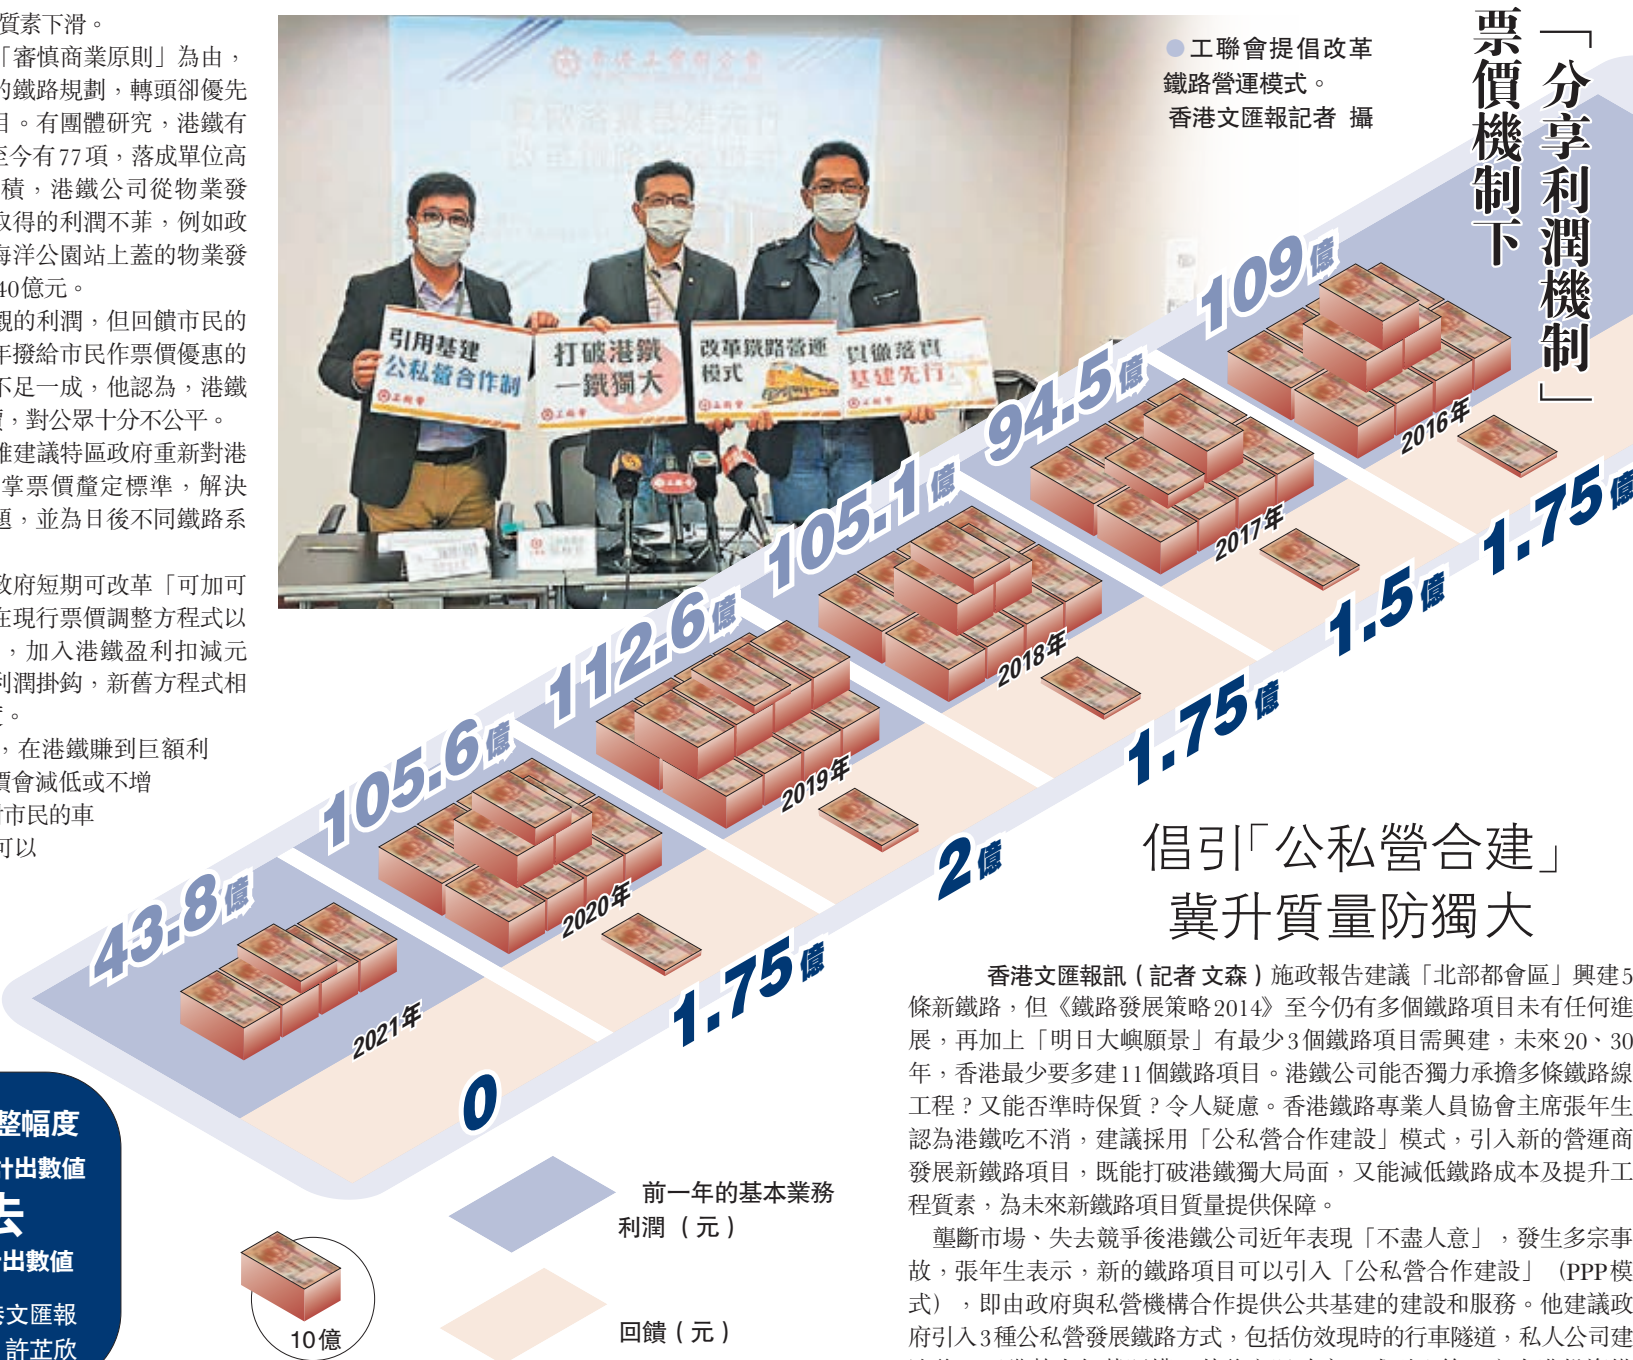 質素下滑。
「審慎商業原則」為由，
的鐵路規劃，轉頭卻優先
目。有團體研究，港鐵有
至今有77項，落成單位高
積，港鐵公司從物業發
取得的利潤不菲，例如政
海洋公園站上蓋的物業發
40億元。
觀的利潤，但回饋市民的
年撥給市民作票價優惠的
不足一成，他認為，港鐵
，對公眾十分不公平。
推建議特區政府重新對港
掌票價釐定標準，解決
題，並為日後不同鐵路系
政府短期可改革「可加可
在現行票價調整方程式以
，加入港鐵盈利扣減元
利潤掛鈎，新舊方程式相
。
，在港鐵賺到巨額利
價會減低或不增
市民的車
可以
香港工會聯合會
引用基建
公私營合作制
工聯會
打破港鐵
一鐵獨大
工聯會
改革鐵路營運
模式
工聯會
貫徹落實
基建先行
工聯會
●工聯會提倡改革
鐵路營運模式。
香港文匯報記者 攝
「分享利潤機制」
票價機制下
109億
2016年
1.75億
94.5億
2017年
1.5億
105.1億
2018年
1.75億
112.6億
2019年
2億
105.6億
2020年
1.75億
43.8億
2021年
0
整幅度
計出數值
去
出數值
文匯報
許芷欣
10億
前一年的基本業務
利潤（元）
回饋（元）
倡引「公私營合建」
冀升質量防獨大
香港文匯報訊（記者 文森）施政報告建議「北部都會區」興建5
條新鐵路，但《鐵路發展策略2014》至今仍有多個鐵路項目未有任何進
展，再加上「明日大嶼願景」有最少3個鐵路項目需興建，未來20、30
年，香港最少要多建11個鐵路項目。港鐵公司能否獨力承擔多條鐵路線
工程？又能否準時保質？令人疑慮。香港鐵路專業人員協會主席張年生
認為港鐵吃不消，建議採用「公私營合作建設」模式，引入新的營運商
發展新鐵路項目，既能打破港鐵獨大局面，又能減低鐵路成本及提升工
程質素，為未來新鐵路項目質量提供保障。
壟斷市場、失去競爭後港鐵公司近年表現「不盡人意」，發生多宗事
故，張年生表示，新的鐵路項目可以引入「公私營合作建設」（PPP模
式），即由政府與私營機構合作提供公共基建的建設和服務。他建議政
府引入3種公私營發展鐵路方式，包括仿效現時的行車隧道，私人公司建